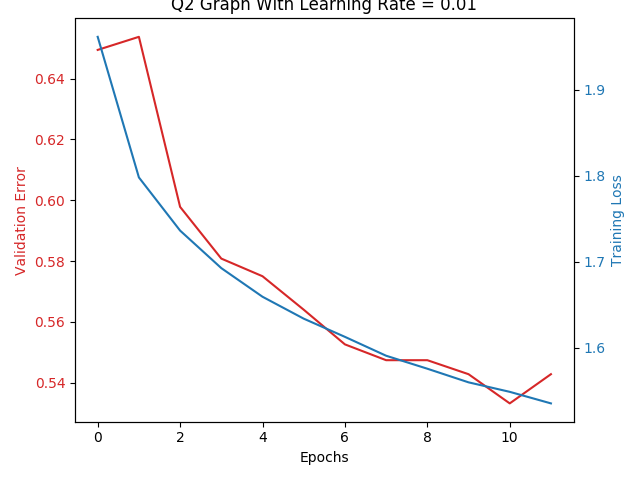 Q2 Graph With Learning Rate = 0.01
0.64
0.62
0.60
0.58
0.56
0.54
Validation Error
1.9
1.8
1.7
1.6
Training Loss
0 2 4 6 8 10
Epochs